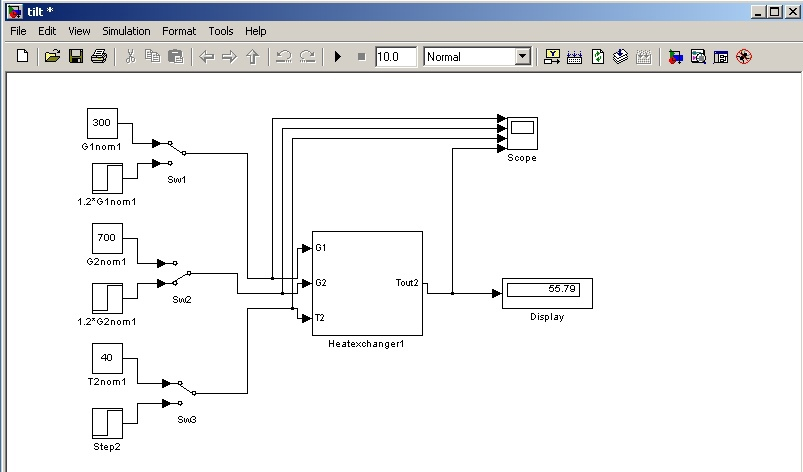 tilt *
File Edit View Simulation Format Tools Help
10.0 Normal
300
G1nom1
1.2*G1nom1
Sw1
Scope
700
G2nom1
1.2*G2nom1
Sw2
G1
G2
T2
Tout2
Heatexchanger1
55.79
Display
40
T2nom1
Sw3
Step2